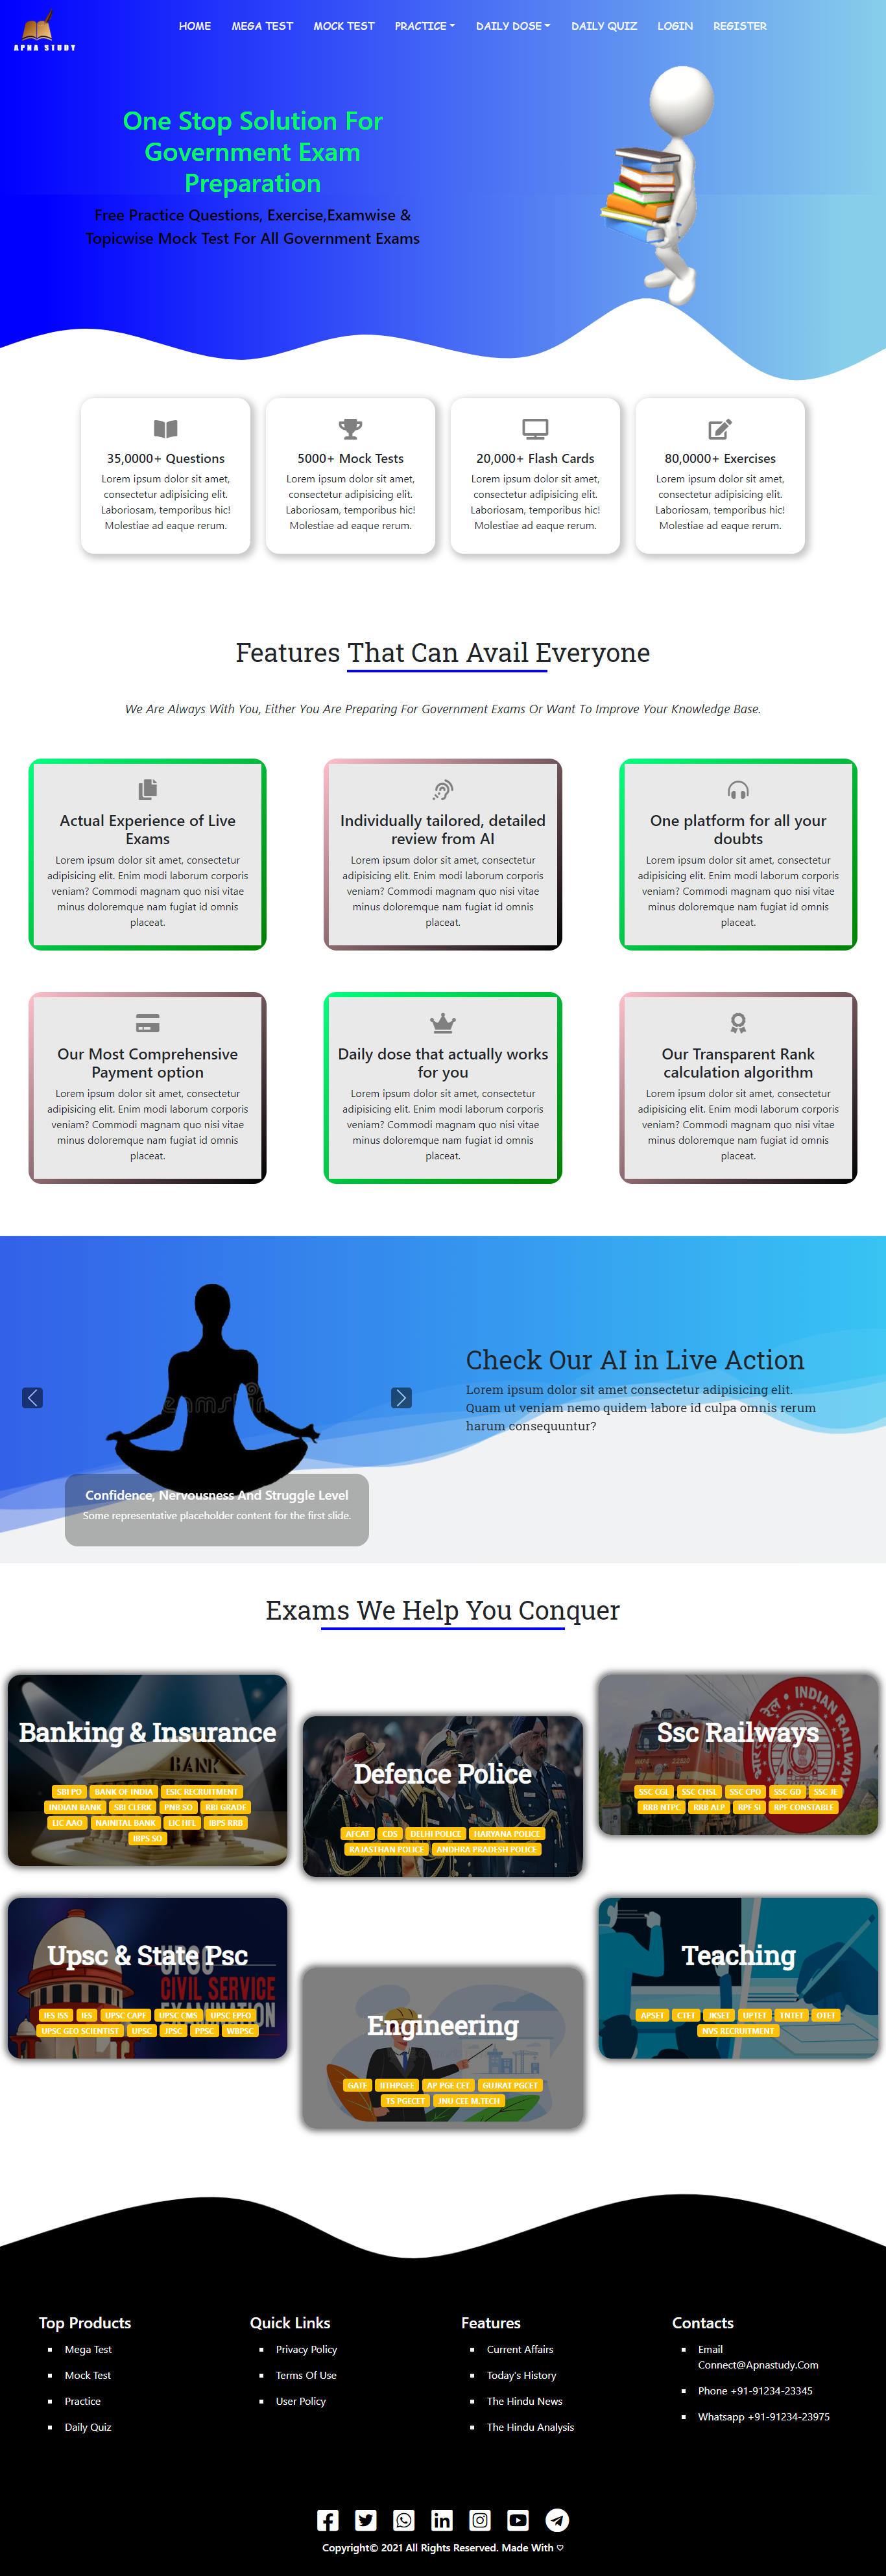 APNA STUDY
HOME MEGA TEST MOCK TEST PRACTICE DAILY DOSE DAILY QUIZ LOGIN REGISTER
One Stop Solution For
Government Exam
Preparation
Free Practice Questions, Exercise,Examwise &
Topicwise Mock Test For All Government Exams
35,0000+ Questions
Lorem ipsum dolor sit amet,
consectetur adipisicing elit.
Laboriosam, temporibus hic!
Molestiae ad eaque rerum.
5000+ Mock Tests
Lorem ipsum dolor sit amet,
consectetur adipisicing elit.
Laboriosam, temporibus hic!
Molestiae ad eaque rerum.
20,000+ Flash Cards
Lorem ipsum dolor sit amet,
consectetur adipisicing elit.
Laboriosam, temporibus hic!
Molestiae ad eaque rerum.
80,0000+ Exercises
Lorem ipsum dolor sit amet,
consectetur adipisicing elit.
Laboriosam, temporibus hic!
Molestiae ad eaque rerum.
Features That Can Avail Everyone
We Are Always With You, Either You Are Preparing For Government Exams Or Want To Improve Your Knowledge Base.
Actual Experience of Live
Exams
Lorem ipsum dolor sit amet, consectetur
adipisicing elit. Enim modi laborum corporis
veniam? Commodi magnam quo nisi vitae
minus doloremque nam fugiat id omnis
placeat.
Individually tailored, detailed
review from AI
Lorem ipsum dolor sit amet, consectetur
adipisicing elit. Enim modi laborum corporis
veniam? Commodi magnam quo nisi vitae
minus doloremque nam fugiat id omnis
placeat.
One platform for all your
doubts
Lorem ipsum dolor sit amet, consectetur
adipisicing elit. Enim modi laborum corporis
veniam? Commodi magnam quo nisi vitae
minus doloremque nam fugiat id omnis
placeat.
Our Most Comprehensive
Payment option
Lorem ipsum dolor sit amet, consectetur
adipisicing elit. Enim modi laborum corporis
veniam? Commodi magnam quo nisi vitae
minus doloremque nam fugiat id omnis
placeat.
Daily dose that actually works
for you
Lorem ipsum dolor sit amet, consectetur
adipisicing elit. Enim modi laborum corporis
veniam? Commodi magnam quo nisi vitae
minus doloremque nam fugiat id omnis
placeat.
Our Transparent Rank
calculation algorithm
Lorem ipsum dolor sit amet, consectetur
adipisicing elit. Enim modi laborum corporis
veniam? Commodi magnam quo nisi vitae
minus doloremque nam fugiat id omnis
placeat.
Confidence, Nervousness And Struggle Level
Some representative placeholder content for the first slide.
Check Our AI in Live Action
Lorem ipsum dolor sit amet consectetur adipisicing elit.
Quam ut veniam nemo quidem labore id culpa omnis rerum
harum consequuntur?
Exams We Help You Conquer
Banking & Insurance
BANK
SBI PO BANK OF INDIA ESIC RECRUITMENT
INDIAN BANK SBI CLERK PNB SO RBI GRADE
LIC AAO NAINITAL BANK LIC HFL IBPS RRB
IBPS SO
Defence Police
AFCAT CDS DELHI POLICE HARYANA POLICE
RAJASTHAN POLICE ANDHRA PRADESH POLICE
Ssc Railways
INDIAN RAILWAY
SSC CGL SSC CHSL SSC CPO SSC GD SSC JE
RRB NTPC RRB ALP RPF SI RPF CONSTABLE
Upsc & State Psc
UPSC
CIVIL SERVICE
EXAMINATION
IES ISS IES UPSC CAPF UPSC CMS UPSC EPFO
UPSC GEO SCIENTIST UPSC JPSC PPSC WBPSC
Engineering
GATE IITHPGEE AP PGE CET GUJRAT PGCET
TS PGECET JNU CEE M.TECH
Teaching
APSET CTET JKSET UPTET TNTET OTET
NVS RECRUITMENT
Top Products
Mega Test
Mock Test
Practice
Daily Quiz
Quick Links
Privacy Policy
Terms Of Use
User Policy
Features
Current Affairs
Today's History
The Hindu News
The Hindu Analysis
Contacts
Email
Connect@Apnastudy.Com
Phone +91-91234-23345
Whatsapp +91-91234-23975
Copyright© 2021 All Rights Reserved. Made With ♡